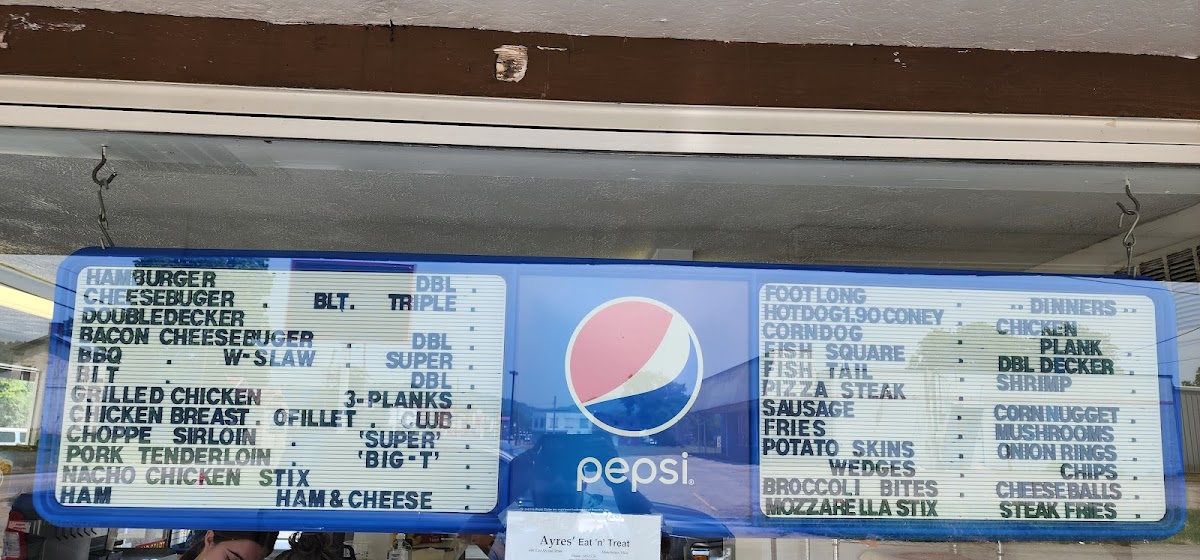 HAMBURGER DBL .
CHEESEBUGER . BLT. TRIPLE .
DOUBLEDECKER .
BACON CHEESEBUGER DBL .
BBQ . W-SLAW . SUPER .
BLT . DBL .
GRILLED CHICKEN 3-PLANKS .
CHICKEN BREAST . OFILLET . CLUB .
CHOPPE SIRLOIN . 'SUPER' .
PORK TENDERLOIN . 'BIG-T' .
NACHO CHICKEN STIX .
HAM HAM & CHEESE .
pepsi
Ayres' Eat 'n' Treat
FOOTLONG .
HOTDOG1.90 CONEY .
CORNDOG .
FISH SQUARE .
FISH TAIL .
PIZZA STEAK .
SAUSAGE .
FRIES .
POTATO SKINS .
WEDGES .
BROCCOLI BITES .
MOZZARELLA STIX .
.. DINNERS ..
CHICKEN
PLANK .
DBL DECKER .
SHRIMP .
CORN NUGGET .
MUSHROOMS .
ONION RINGS .
CHIPS .
CHEESE BALLS .
STEAK FRIES .